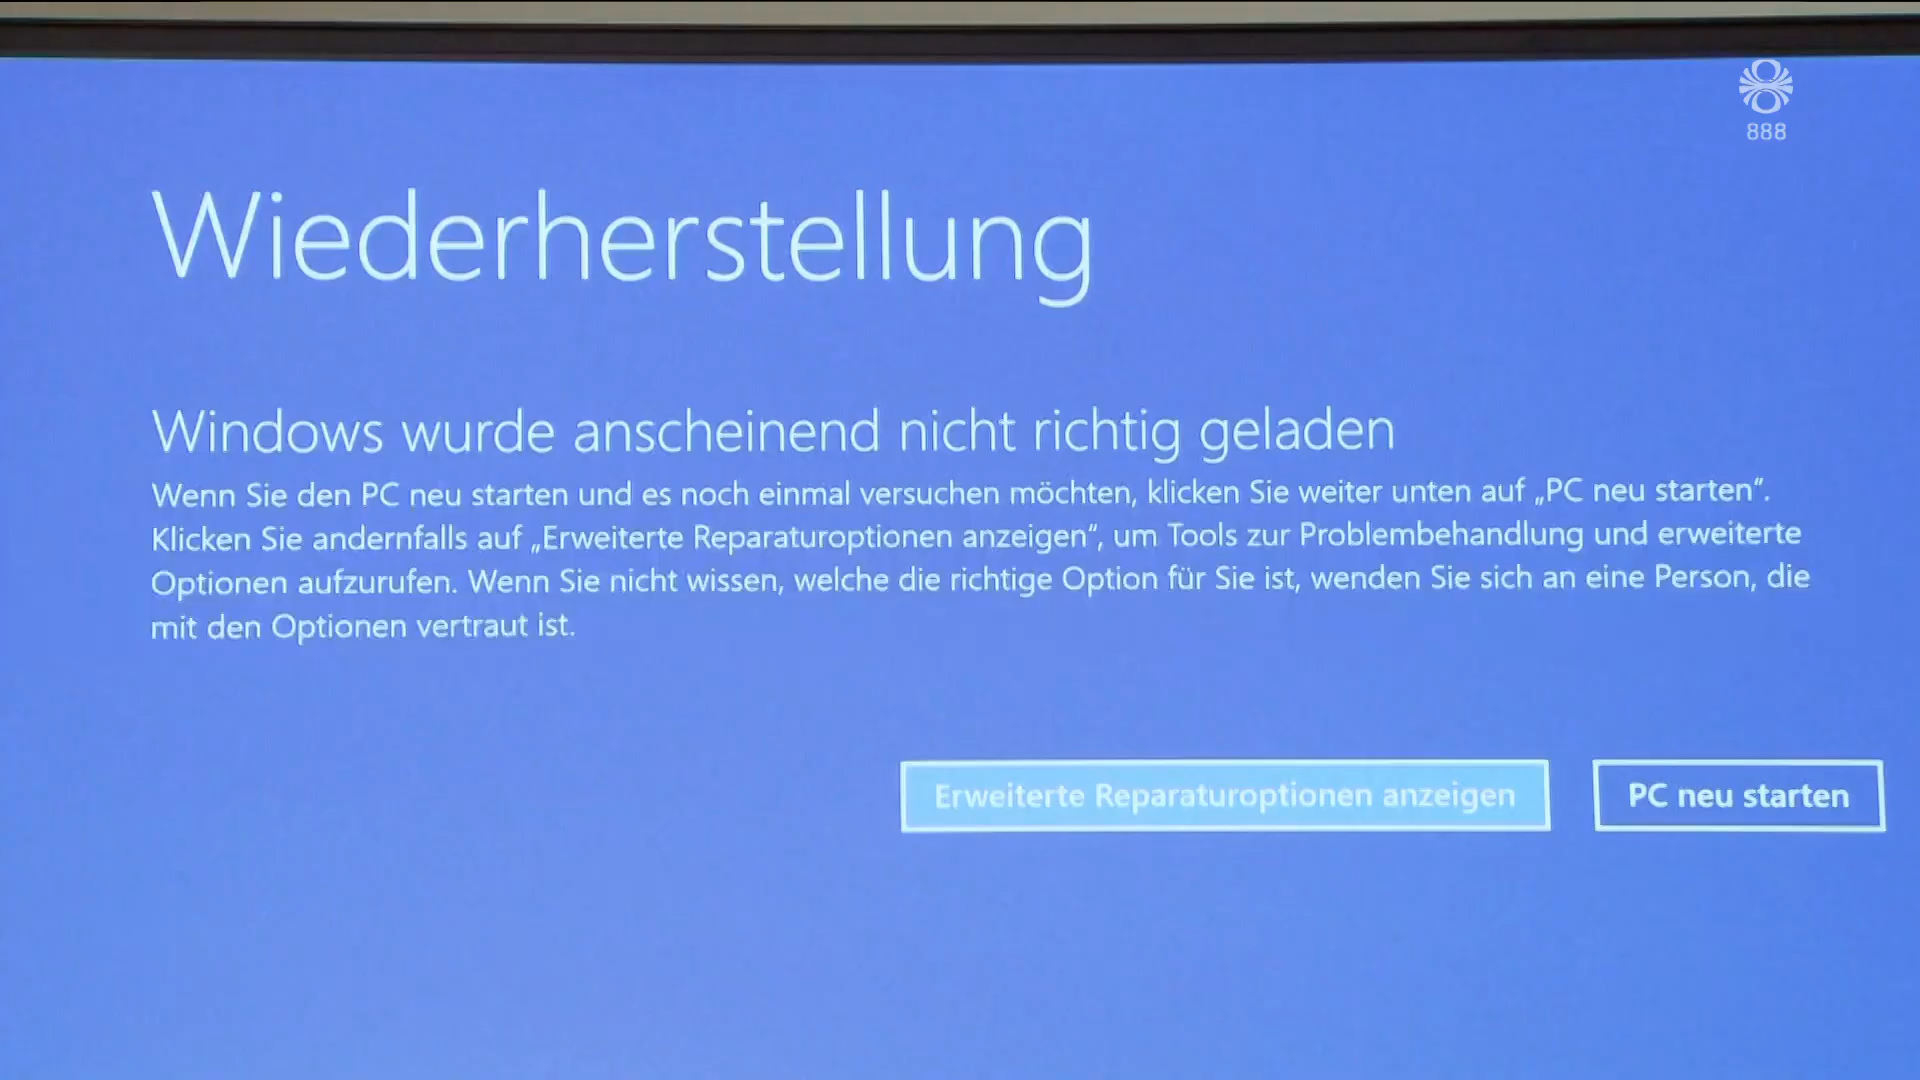 888
Wiederherstellung
Windows wurde anscheinend nicht richtig geladen
Wenn Sie den PC neu starten und es noch einmal versuchen möchten, klicken Sie weiter unten auf „PC neu starten“.
Klicken Sie andernfalls auf „Erweiterte Reparaturoptionen anzeigen“, um Tools zur Problembehandlung und erweiterte
Optionen aufzurufen. Wenn Sie nicht wissen, welche die richtige Option für Sie ist, wenden Sie sich an eine Person, die
mit den Optionen vertraut ist.
Erweiterte Reparaturoptionen anzeigen
PC neu starten